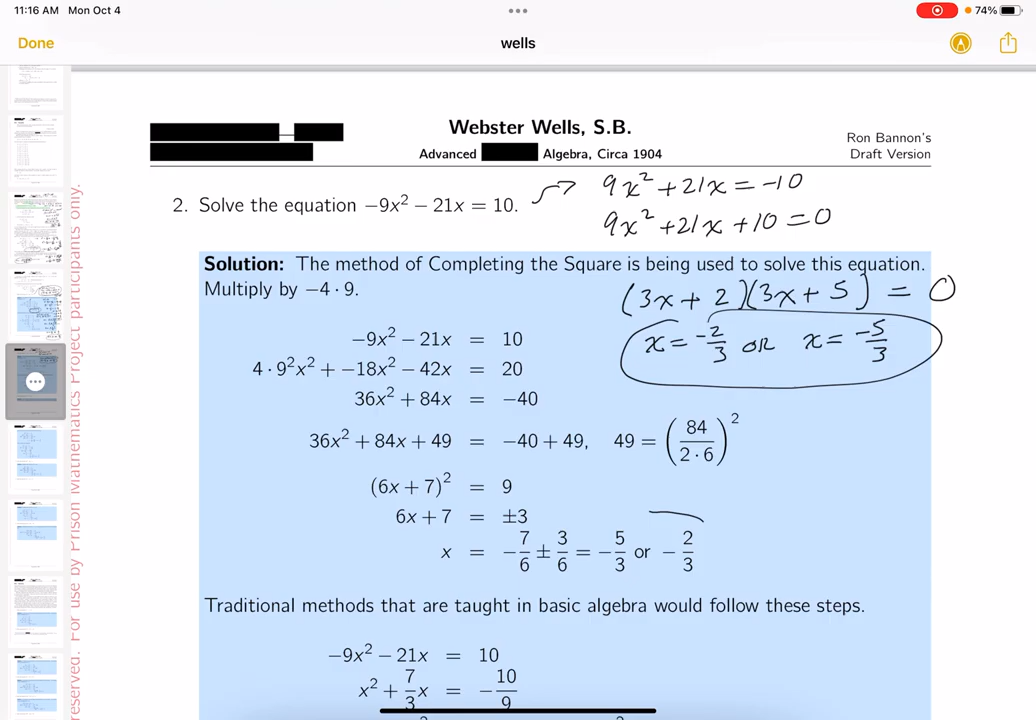 11:16 AM Mon Oct 4
74%
Done
wells
Webster Wells, S.B.
Advanced Algebra, Circa 1904
Ron Bannon's
Draft Version
2. Solve the equation −9x² − 21x = 10.
9x² + 21x = −10
9x² + 21x + 10 = 0
Solution: The method of Completing the Square is being used to solve this equation.
Multiply by −4 · 9.
(3x + 2)(3x + 5) = 0
x = −2/3 OR x = −5/3
−9x² − 21x = 10
4 · 9²x² + −18x² − 42x = 20
36x² + 84x = −40
36x² + 84x + 49 = −40 + 49, 49 = (84/(2 · 6))²
(6x + 7)² = 9
6x + 7 = ±3
x = −7/6 ± 3/6 = −5/3 or −2/3
Traditional methods that are taught in basic algebra would follow these steps.
−9x² − 21x = 10
x² + 7/3x = −10/9
reserved. For use by Prison Mathematics Project participants only.